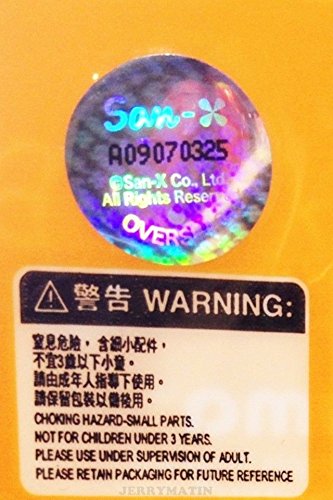 San-X
A09070325
©San-X Co., Ltd
All Rights Reser
OVERS
警告 WARNING:
窒息危險，含細小配件，
不宜3歲以下小童。
請由成年人指導下使用。
請保留包裝以備後用。
CHOKING HAZARD-SMALL PARTS.
NOT FOR CHILDREN UNDER 3 YEARS.
PLEASE USE UNDER SUPERVISION OF ADULT.
PLEASE RETAIN PACKAGING FOR FUTURE REFERENCE
JERRYMATIN